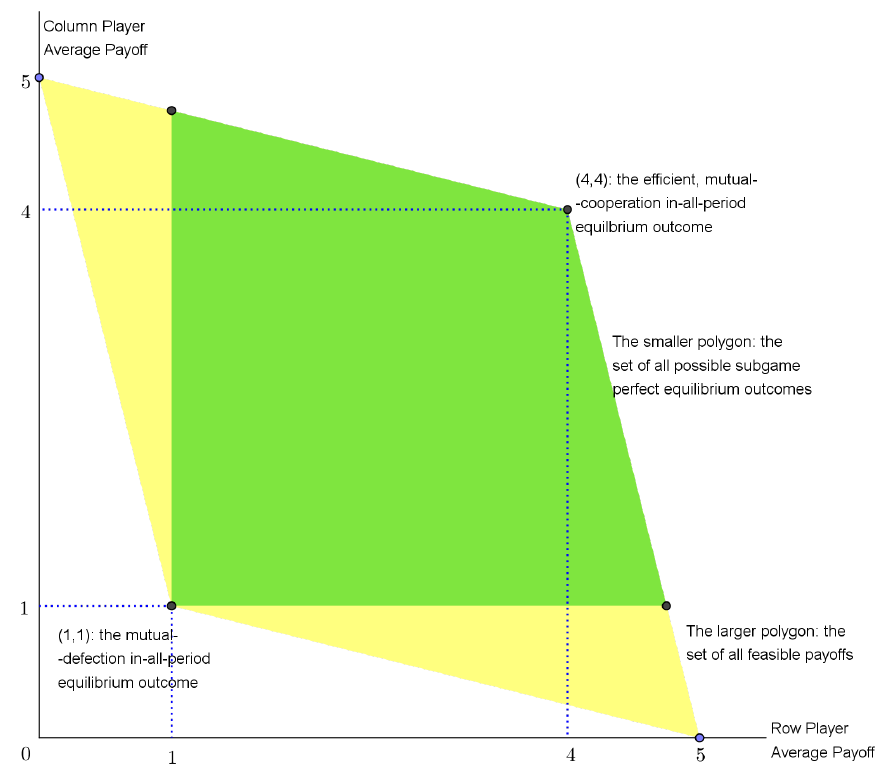 Column Player
Average Payoff
5
(4,4): the efficient, mutual-
-cooperation in-all-period
equilbrium outcome
4
The smaller polygon: the
set of all possible subgame
perfect equilibrium outcomes
1
(1,1): the mutual-
-defection in-all-period
equilibrium outcome
The larger polygon: the
set of all feasible payoffs
Row Player
Average Payoff
0
1
4
5